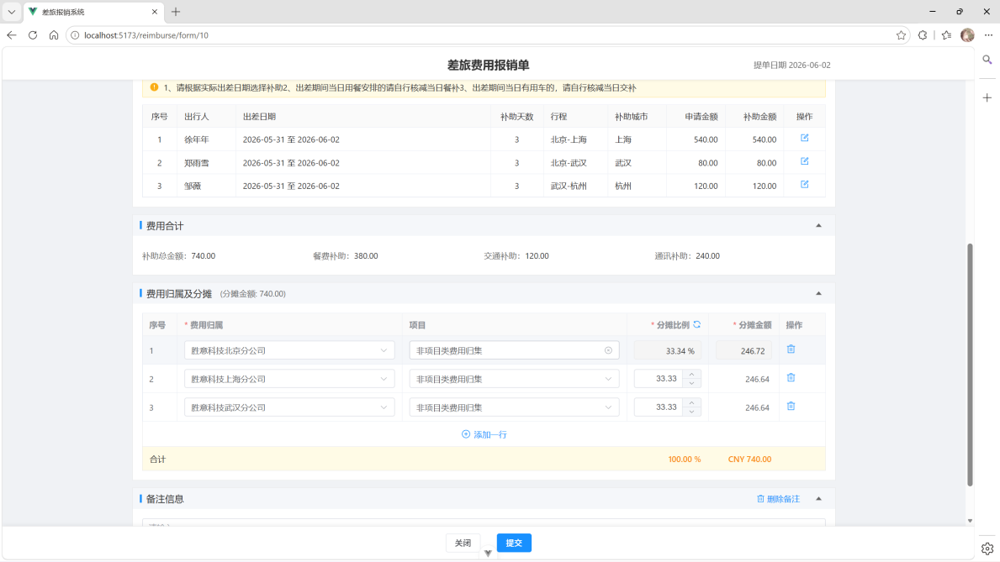 差旅报销系统
localhost:5173/reimburse/form/10
差旅费用报销单
提单日期 2026-06-02
1、请根据实际出差日期选择补助2、出差期间当日用餐安排的请自行核减当日餐补3、出差期间当日有用车的，请自行核减当日交补
序号 出行人 出差日期 补助天数 行程 补助城市 申请金额 补助金额 操作
1 徐年年 2026-05-31 至 2026-06-02 3 北京-上海 上海 540.00 540.00
2 郑雨雪 2026-05-31 至 2026-06-02 3 北京-武汉 武汉 80.00 80.00
3 邹薇 2026-05-31 至 2026-06-02 3 武汉-杭州 杭州 120.00 120.00
费用合计
补助总金额：740.00 餐费补助：380.00 交通补助：120.00 通讯补助：240.00
费用归属及分摊 (分摊金额: 740.00)
序号 * 费用归属 项目 * 分摊比例 * 分摊金额 操作
1 胜意科技北京分公司 非项目类费用归集 33.34 % 246.72
2 胜意科技上海分公司 非项目类费用归集 33.33 246.64
3 胜意科技武汉分公司 非项目类费用归集 33.33 246.64
添加一行
合计 100.00 % CNY 740.00
备注信息 删除备注
关闭 提交